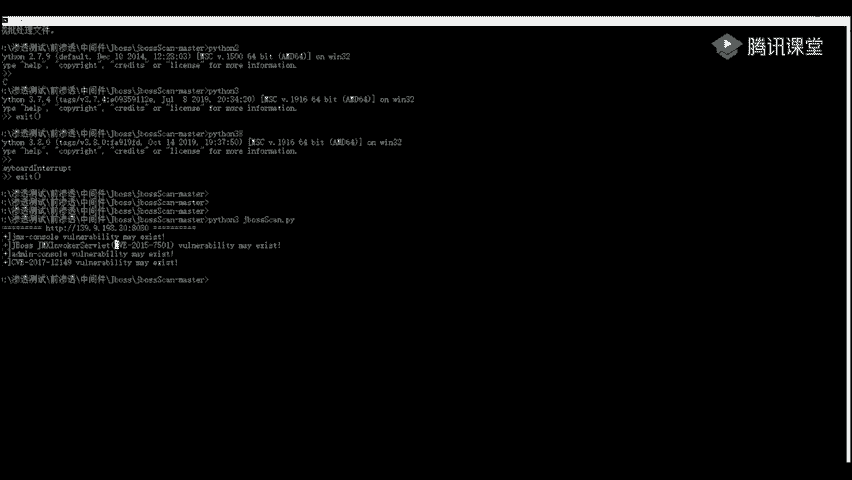 批处理文件。
腾讯课堂
:\渗透测试\前渗透\中间件\Jboss\jbossScan-master>python2
ython 2.7.9 (default, Dec 10 2014, 12:28:03) [MSC v.1500 64 bit (AMD64)] on win32
ype "help", "copyright", "credits" or "license" for more information.
>>
C
:\渗透测试\前渗透\中间件\Jboss\jbossScan-master>python3
ython 3.7.4 (tags/v3.7.4:e09359112e, Jul  8 2019, 20:34:20) [MSC v.1916 64 bit (AMD64)] on win32
ype "help", "copyright", "credits" or "license" for more information.
>> exit()
:\渗透测试\前渗透\中间件\Jboss\jbossScan-master>python38
ython 3.8.0 (tags/v3.8.0:fa919fd, Oct 14 2019, 19:37:50) [MSC v.1916 64 bit (AMD64)] on win32
ype "help", "copyright", "credits" or "license" for more information.
>>
eyboardInterrupt
>> exit()
:\渗透测试\前渗透\中间件\Jboss\jbossScan-master>
:\渗透测试\前渗透\中间件\Jboss\jbossScan-master>
:\渗透测试\前渗透\中间件\Jboss\jbossScan-master>
:\渗透测试\前渗透\中间件\Jboss\jbossScan-master>python3 jbossScan.py
========= http://139.9.198.30:8080 ==========
+]jmx-console vulnerability may exist!
+]JBoss JMXInvokerServlet(CVE-2015-7501) vulnerability may exist!
+]admin-console vulnerability may exist!
+]CVE-2017-12149 vulnerability may exist!
:\渗透测试\前渗透\中间件\Jboss\jbossScan-master>